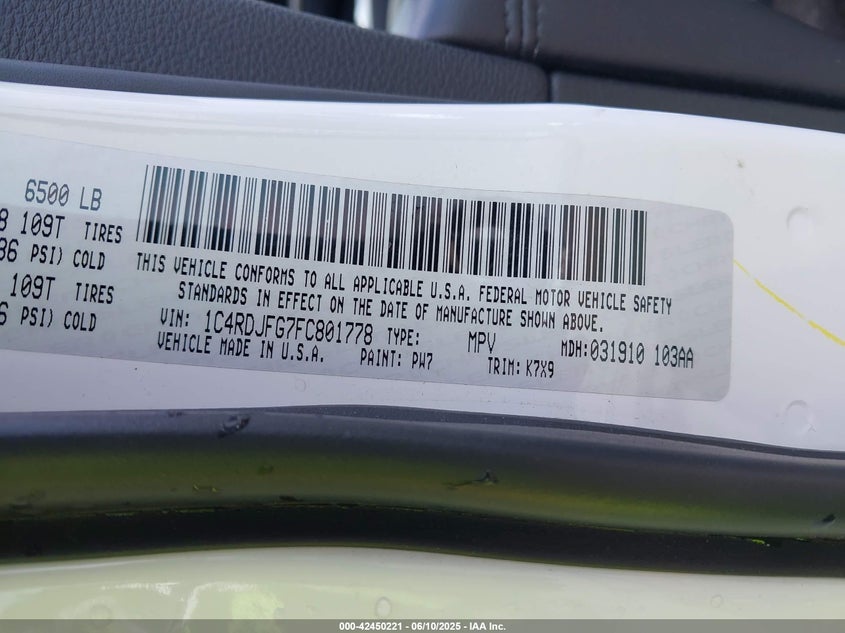 6500 LB
8 109T TIRES
36 PSI) COLD
109T TIRES
6 PSI) COLD
THIS VEHICLE CONFORMS TO ALL APPLICABLE U.S.A. FEDERAL MOTOR VEHICLE SAFETY
STANDARDS IN EFFECT ON THE DATE OF MANUFACTURE SHOWN ABOVE.
VIN: 1C4RDJFG7FC801778 TYPE: MPV MDH: 031910 103AA
VEHICLE MADE IN U.S.A. PAINT: PW7 TRIM: K7X9
000-42450221 - 06/10/2025 - IAA Inc.